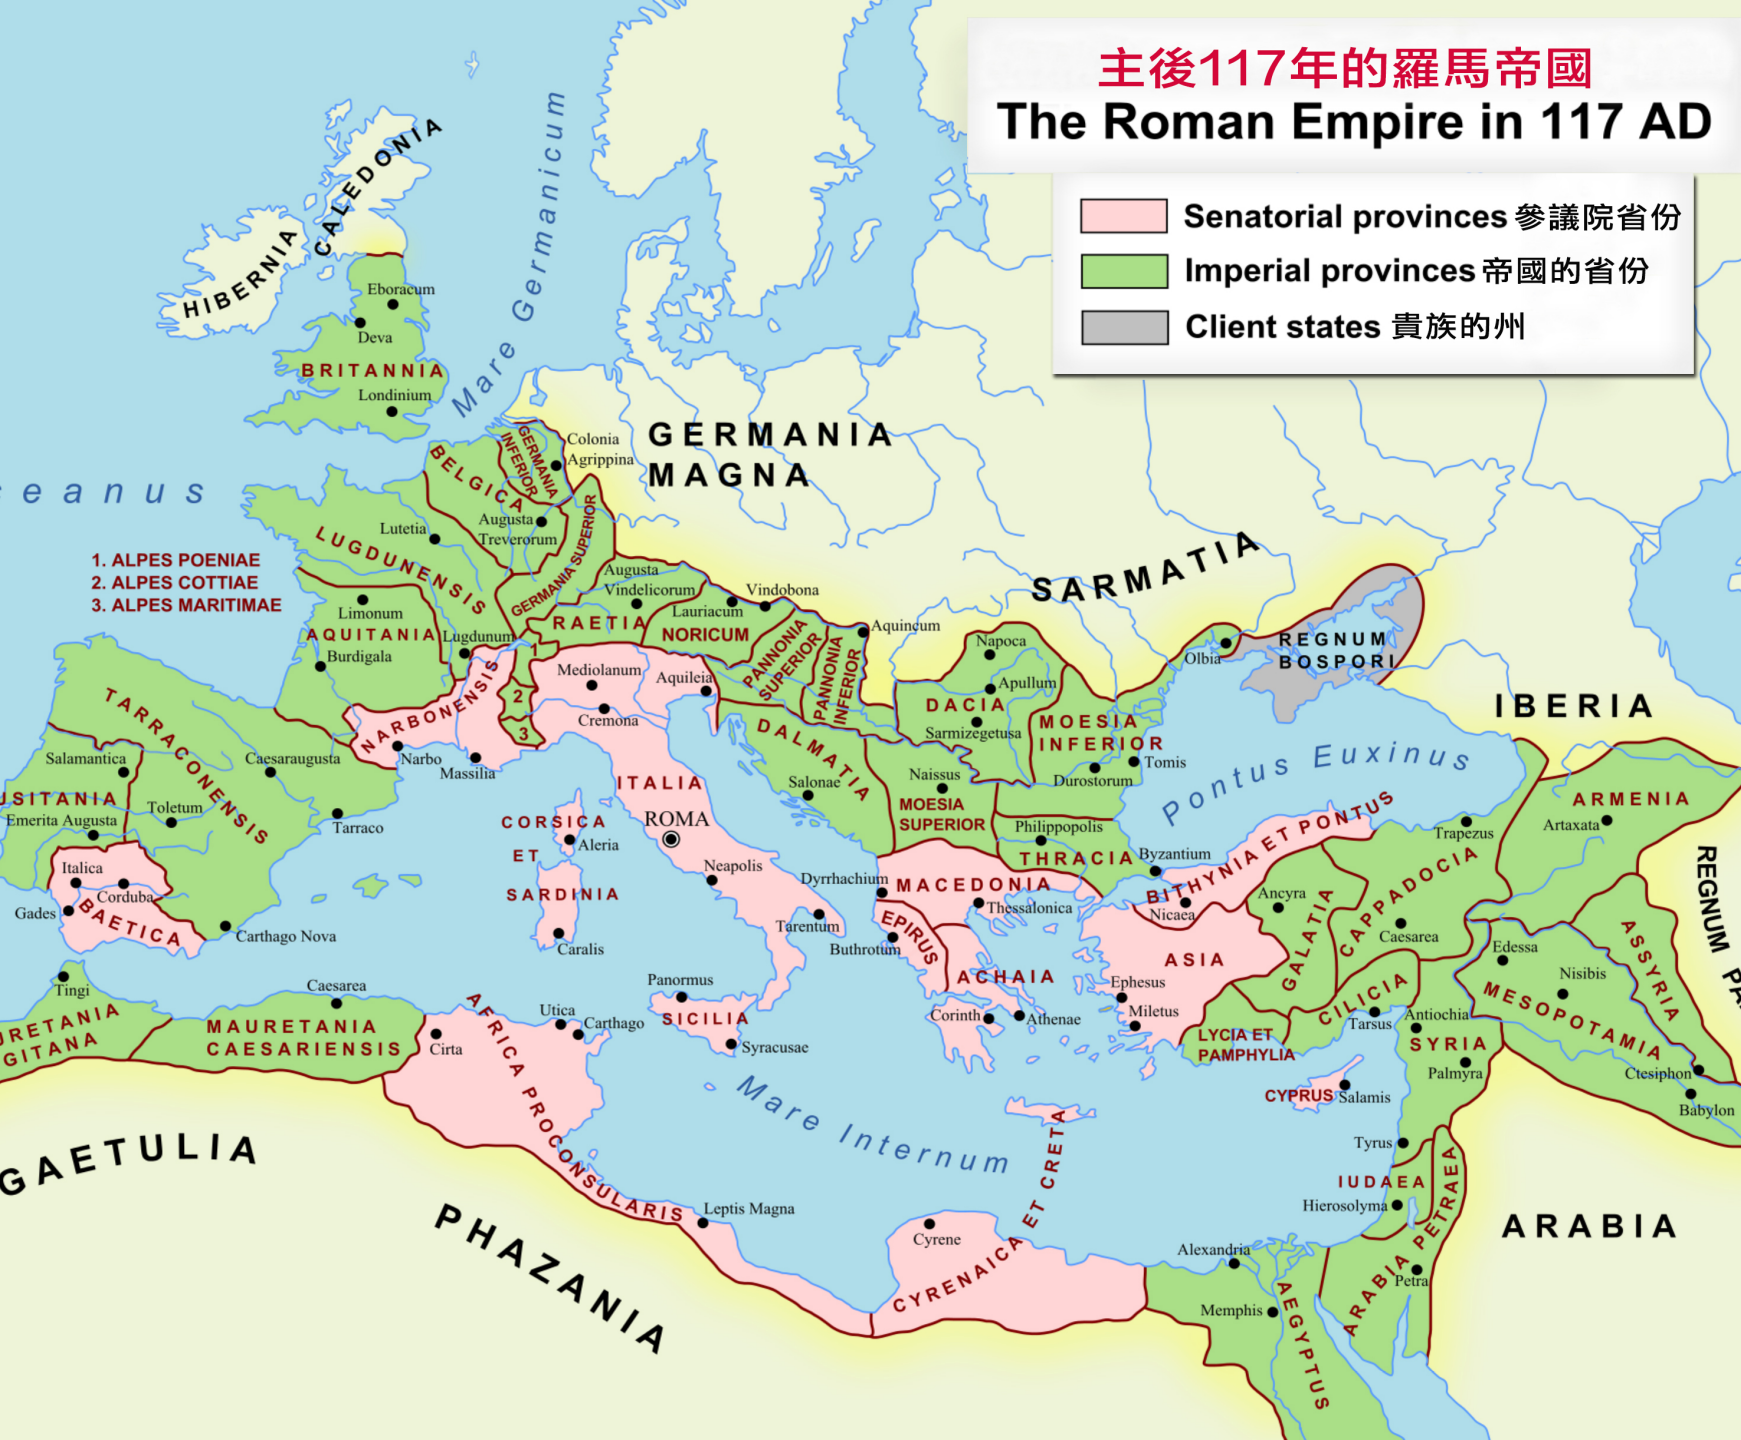 主後117年的羅馬帝國
The Roman Empire in 117 AD
Senatorial provinces 參議院省份
Imperial provinces 帝國的省份
Client states 貴族的州
CALEDONIA
HIBERNIA
Mare Germanicum
Eboracum
Deva
BRITANNIA
Londinium
GERMANIA
MAGNA
Colonia
Agrippina
GERMANIA
INFERIOR
BELGICA
Augusta
Treverorum
Lutetia
LUGDUNENSIS
GERMANIA SUPERIOR
1. ALPES POENIAE
2. ALPES COTTIAE
3. ALPES MARITIMAE
SARMATIA
Augusta
Vindelicorum
Lauriacum
Vindobona
RAETIA
NORICUM
PANNONIA
SUPERIOR
PANNONIA
INFERIOR
Aquincum
Limonum
AQUITANIA
Burdigala
Lugdunum
1
2
3
Mediolanum
Aquileia
Cremona
NARBONENSIS
Narbo
Massilia
Napoca
Apullum
DACIA
Sarmizegetusa
MOESIA
INFERIOR
Durostorum
Tomis
Olbia
REGNUM
BOSPORI
IBERIA
Pontus Euxinus
TARRACONENSIS
Salamantica
Caesaraugusta
Toletum
Emerita Augusta
Tarraco
Italica
Corduba
Gades
BAETICA
Carthago Nova
ITALIA
ROMA
DALMATIA
Salonae
Naissus
MOESIA
SUPERIOR
Philippopolis
THRACIA
Byzantium
CORSICA
ET
SARDINIA
Aleria
Caralis
Neapolis
Tarentum
Dyrrhachium
MACEDONIA
Thessalonica
EPIRUS
Buthrotum
ACHAIA
Corinth
Athenae
BITHYNIA ET PONTUS
Nicaea
Ancyra
GALATIA
CAPPADOCIA
Caesarea
Trapezus
ARMENIA
Artaxata
REGNUM
ASIA
Ephesus
Miletus
LYCIA ET
PAMPHYLIA
CILICIA
Tarsus
Antiochia
SYRIA
Palmyra
Edessa
Nisibis
MESOPOTAMIA
ASSYRIA
Ctesiphon
Babylon
CYPRUS
Salamis
Tingi
Caesarea
MAURETANIA
CAESARIENSIS
Cirta
Utica
Carthago
AFRICA PROCONSULARIS
Panormus
SICILIA
Syracusae
Mare Internum
GAETULIA
PHAZANIA
Leptis Magna
Cyrene
CYRENAICA ET CRETA
Tyrus
IUDAEA
Hierosolyma
ARABIA PETRAEA
Petra
ARABIA
Alexandria
Memphis
AEGYPTUS